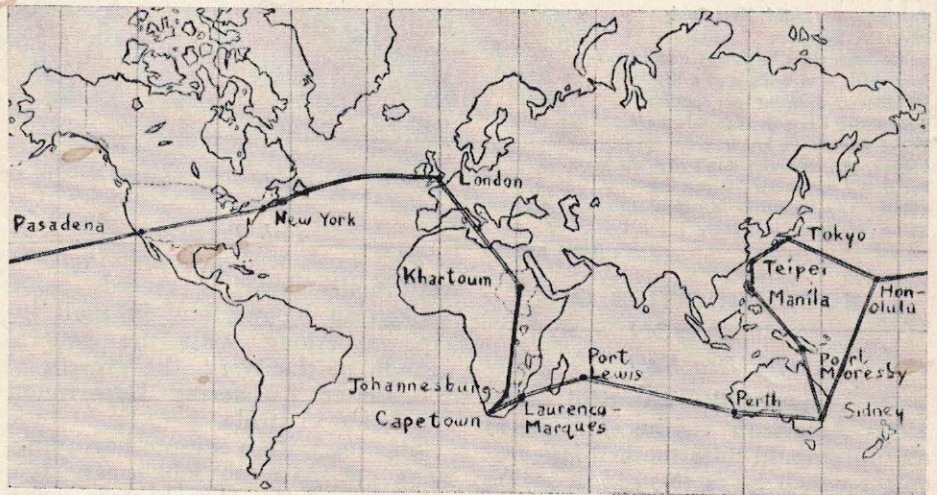 London
New York
Pasadena
Tokyo
Teipei
Khartoum
Manila
Hon-
olulu
Port
Lewis
Port
Moresby
Johannesburg
Perth
Laurenco-
Marques
Sidney
Capetown